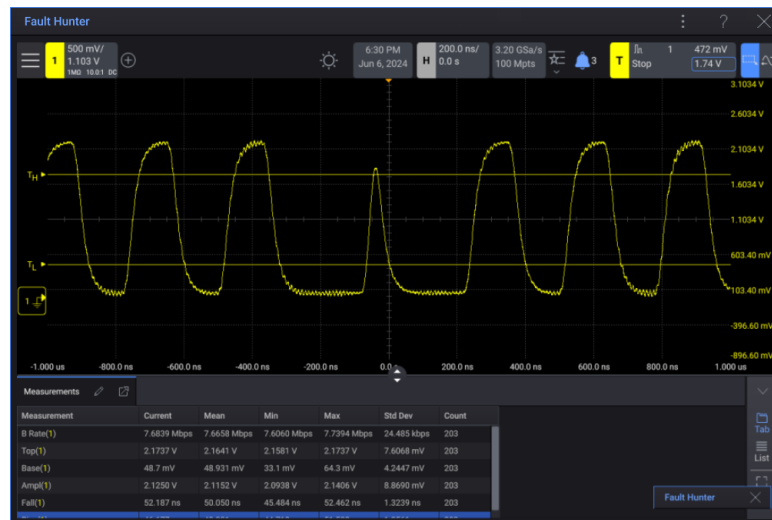 Fault Hunter
1
500 mV/
1.103 V
1MΩ 10.0:1 DC
6:30 PM
Jun 6, 2024
H
200.0 ns/
0.0 s
3.20 GSa/s
100 Mpts
3
T
1
472 mV
Stop
1.74 V
3.1034 V
2.6034 V
2.1034 V
TH
1.6034 V
1.1034 V
TL
603.40 mV
1
103.40 mV
-396.60 mV
-896.60 mV
-1.000 us -800.0 ns -600.0 ns -400.0 ns -200.0 ns 200.0 ns 400.0 ns 600.0 ns 800.0 ns 1.000 us
Measurements
Measurement Current Mean Min Max Std Dev Count
B Rate(1) 7.6839 Mbps 7.6658 Mbps 7.6060 Mbps 7.7394 Mbps 24.485 kbps 203
Top(1) 2.1737 V 2.1641 V 2.1581 V 2.1737 V 7.6068 mV 203
Base(1) 48.7 mV 48.931 mV 33.1 mV 64.3 mV 4.2447 mV 203
Ampl(1) 2.1250 V 2.1152 V 2.0938 V 2.1406 V 8.8690 mV 203
Fall(1) 52.187 ns 50.050 ns 45.484 ns 52.462 ns 1.3239 ns 203
Tab
List
Fault Hunter